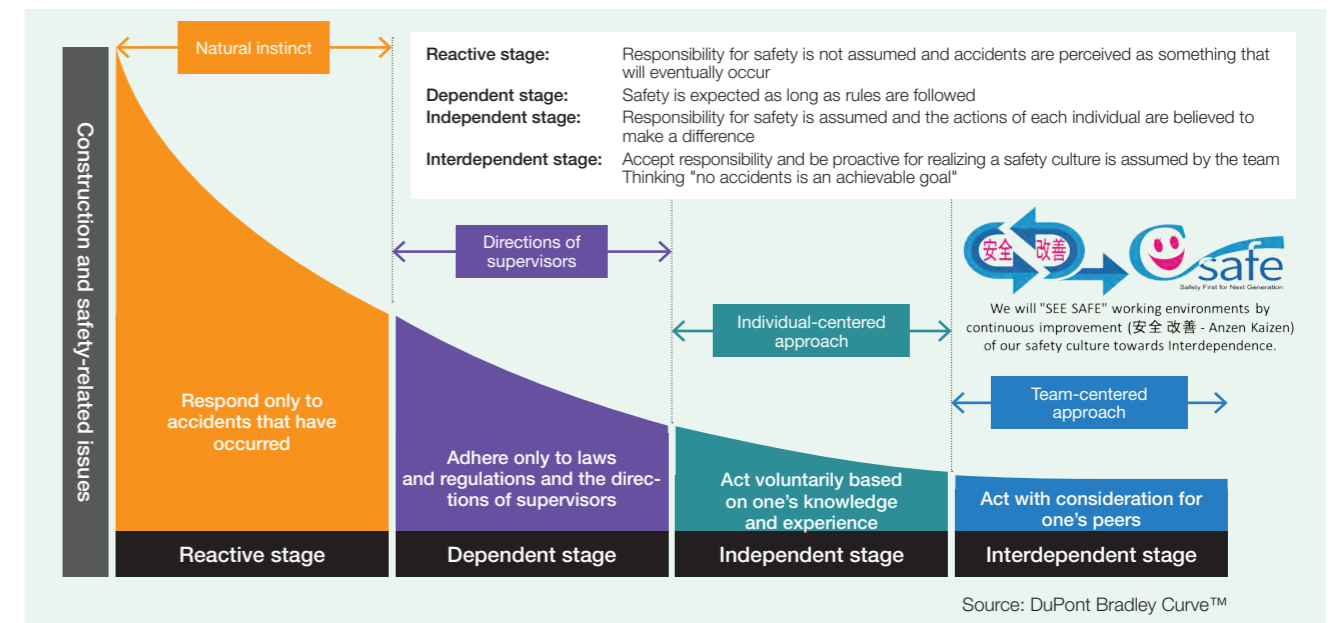 Natural instinct
Reactive stage: Responsibility for safety is not assumed and accidents are perceived as something that
will eventually occur
Dependent stage: Safety is expected as long as rules are followed
Independent stage: Responsibility for safety is assumed and the actions of each individual are believed to
make a difference
Interdependent stage: Accept responsibility and be proactive for realizing a safety culture is assumed by the team
Thinking "no accidents is an achievable goal"
Construction and safety-related issues
Directions of
supervisors
安全 改善
Csafe
Safety First for Next Generation
We will "SEE SAFE" working environments by
continuous improvement (安全 改善 - Anzen Kaizen)
of our safety culture towards Interdependence.
Individual-centered
approach
Team-centered
approach
Respond only to
accidents that have
occurred
Adhere only to laws
and regulations and the direc-
tions of supervisors
Act voluntarily based
on one's knowledge
and experience
Act with consideration for
one's peers
Reactive stage
Dependent stage
Independent stage
Interdependent stage
Source: DuPont Bradley Curve™